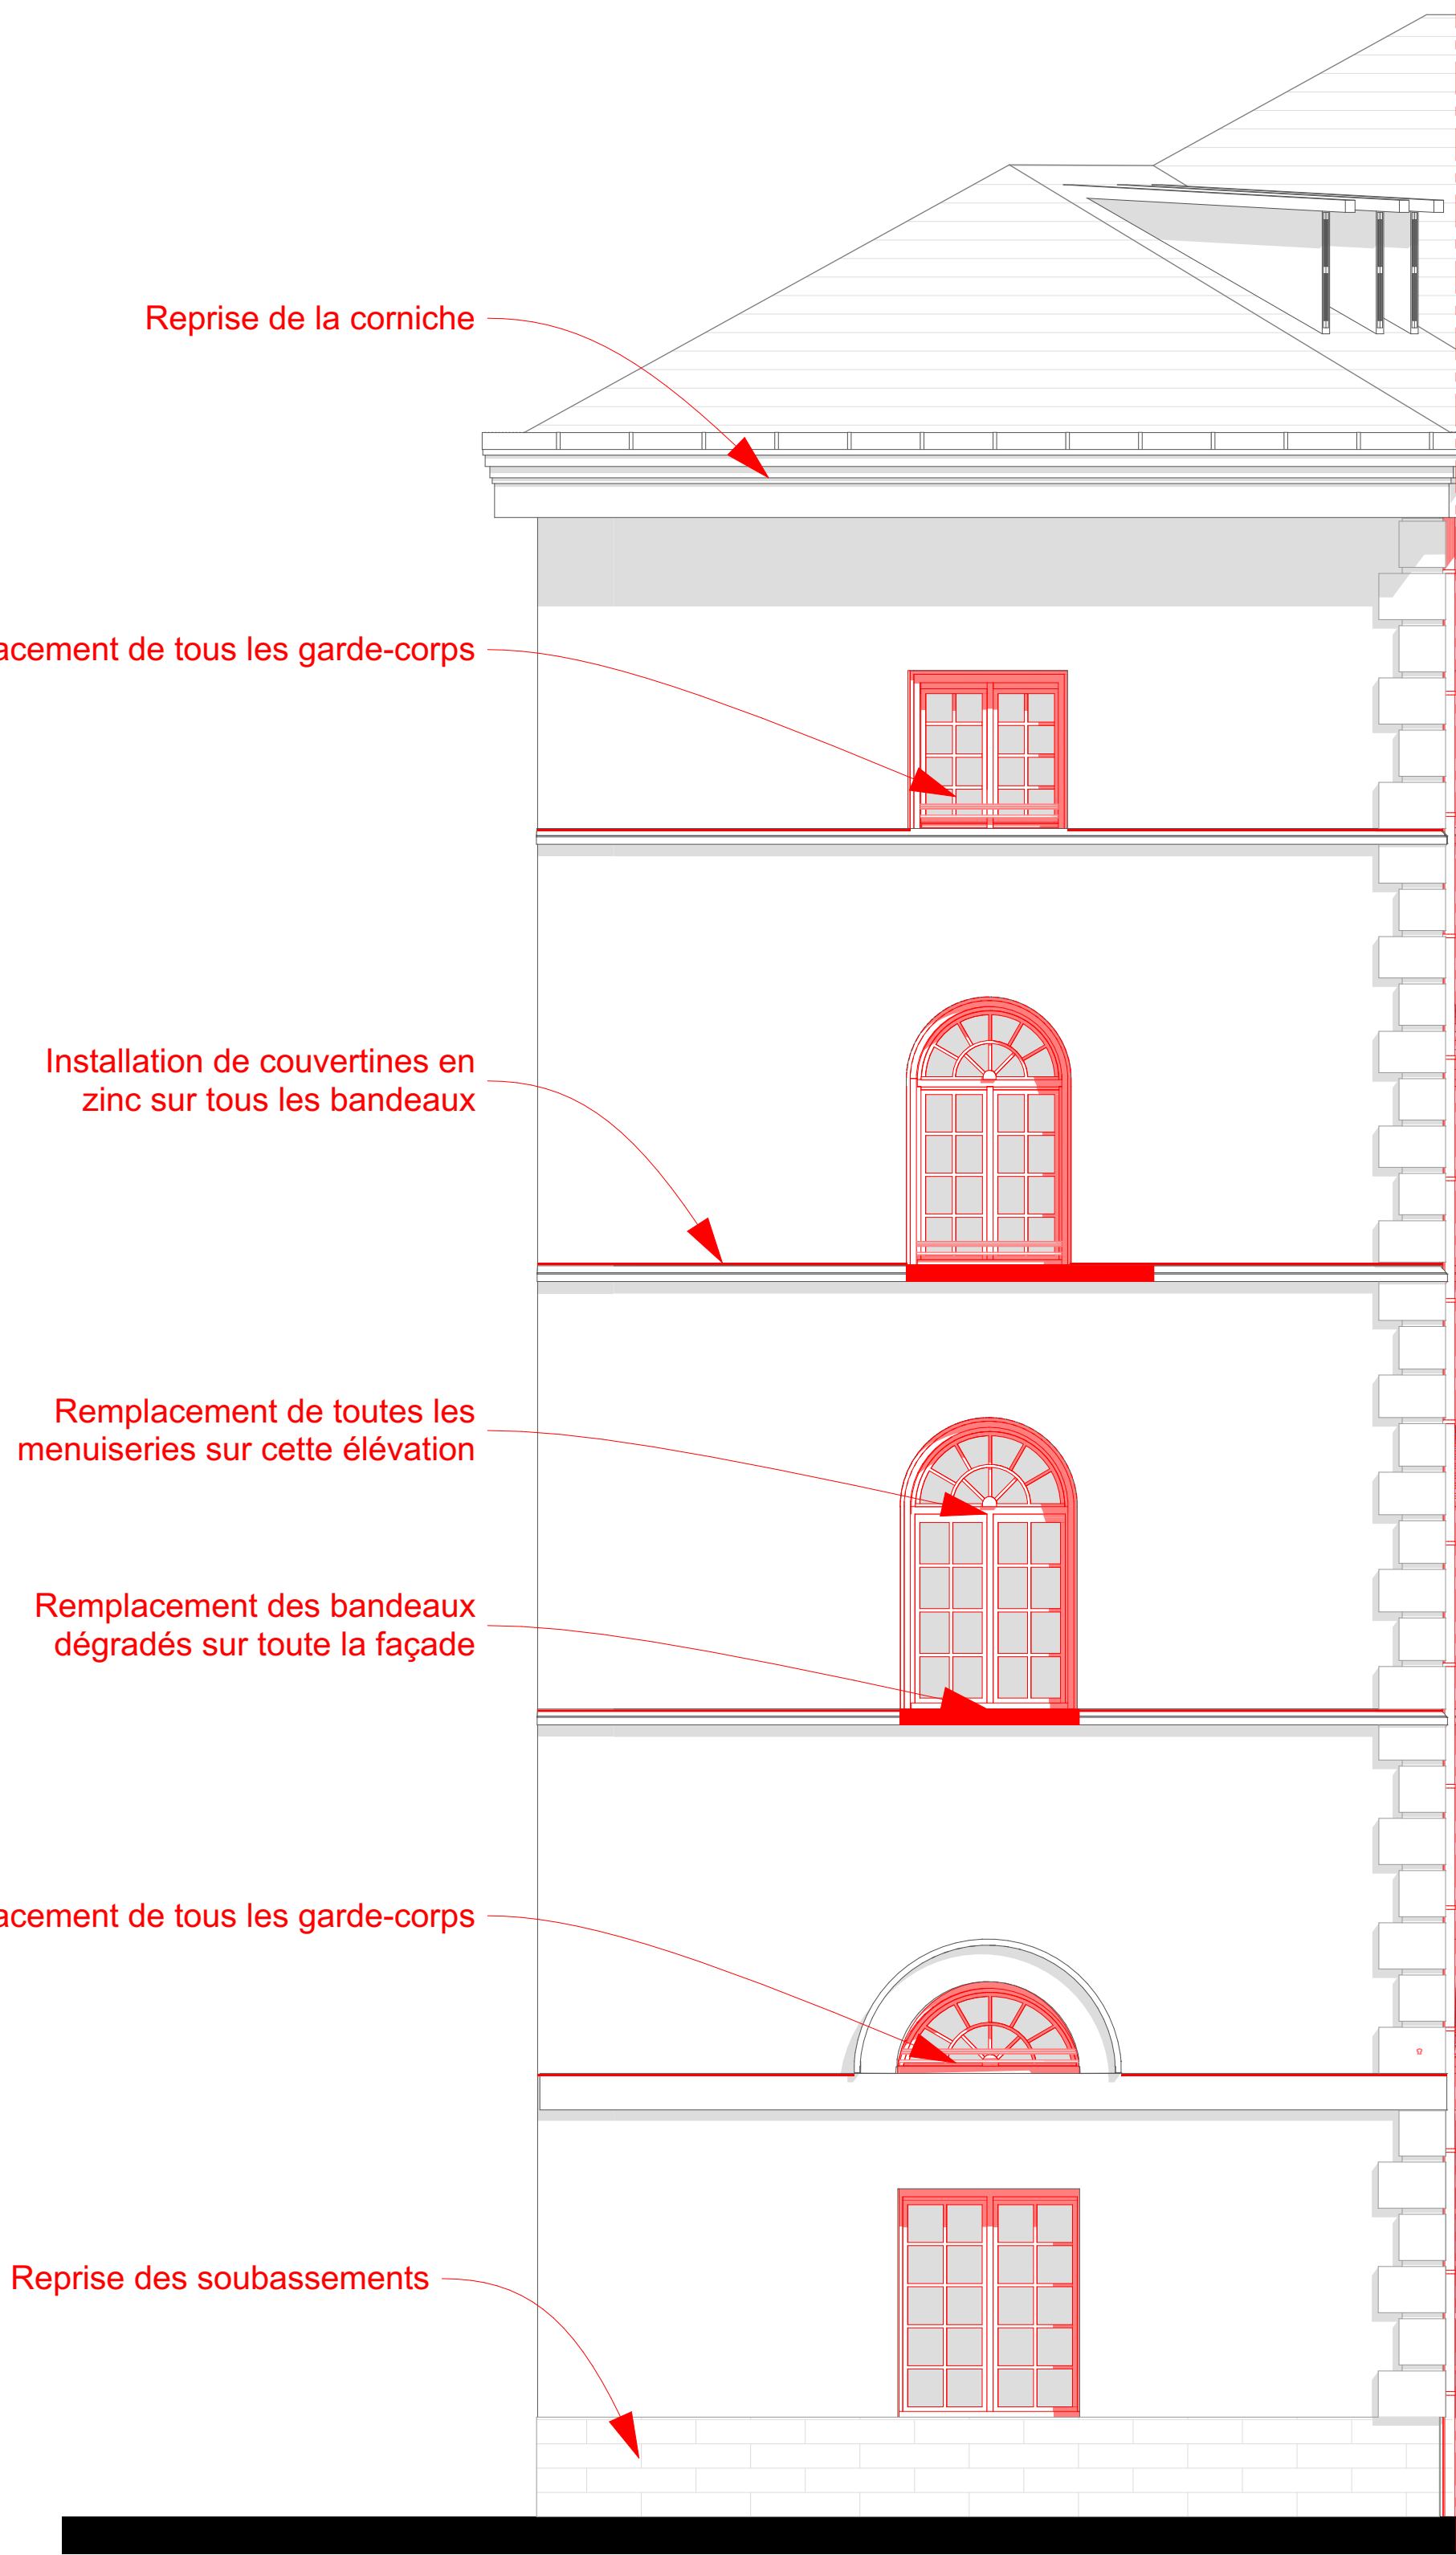 Reprise de la corniche
acement de tous les garde-corps
Installation de couvertines en
zinc sur tous les bandeaux
Remplacement de toutes les
menuiseries sur cette élévation
Remplacement des bandeaux
dégradés sur toute la façade
acement de tous les garde-corps
Reprise des soubassements